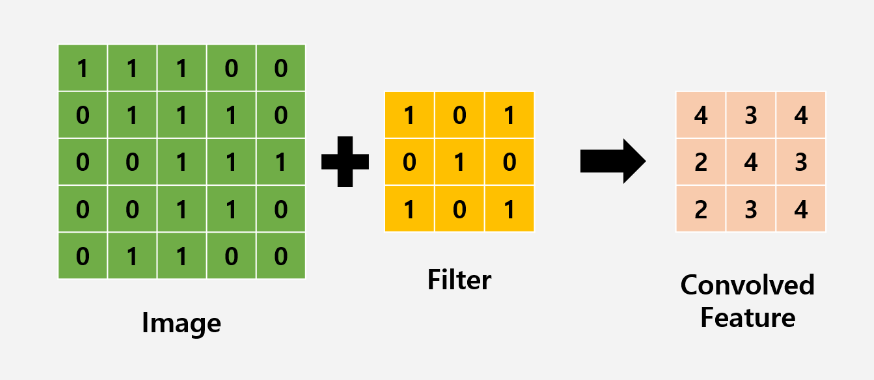 1 1 1 0 0
0 1 1 1 0
0 0 1 1 1
0 0 1 1 0
0 1 1 0 0
Image
1 0 1
0 1 0
1 0 1
Filter
4 3 4
2 4 3
2 3 4
Convolved
Feature